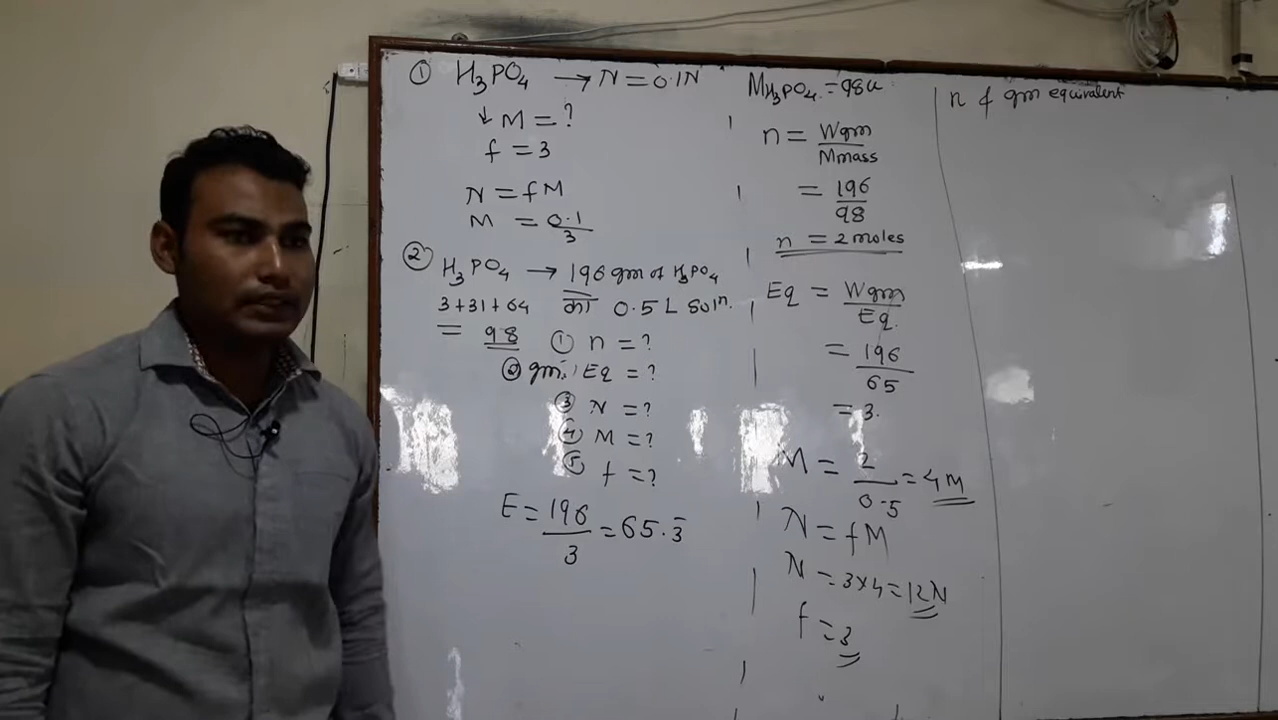 ① H₃PO₄ → N = 0.1N
↓ M = ?
f = 3
N = fM
M = 0.1/3
② H₃PO₄ → 196 gm of H₃PO₄
3+31+64 का 0.5 L Solⁿ.
= 98 ① n = ?
② gm. Eq = ?
③ N = ?
④ M = ?
⑤ f = ?
E = 196/3 = 65.3̄
MH₃PO₄ = 98u
n = Wgm/Mmass
= 196/98
n = 2 moles
Eq = Wgm/Eq.
= 196/65
= 3.
M = 2/0.5 = 4M
N = fM
N = 3×4 = 12N
f = 3
n & gm equivalent